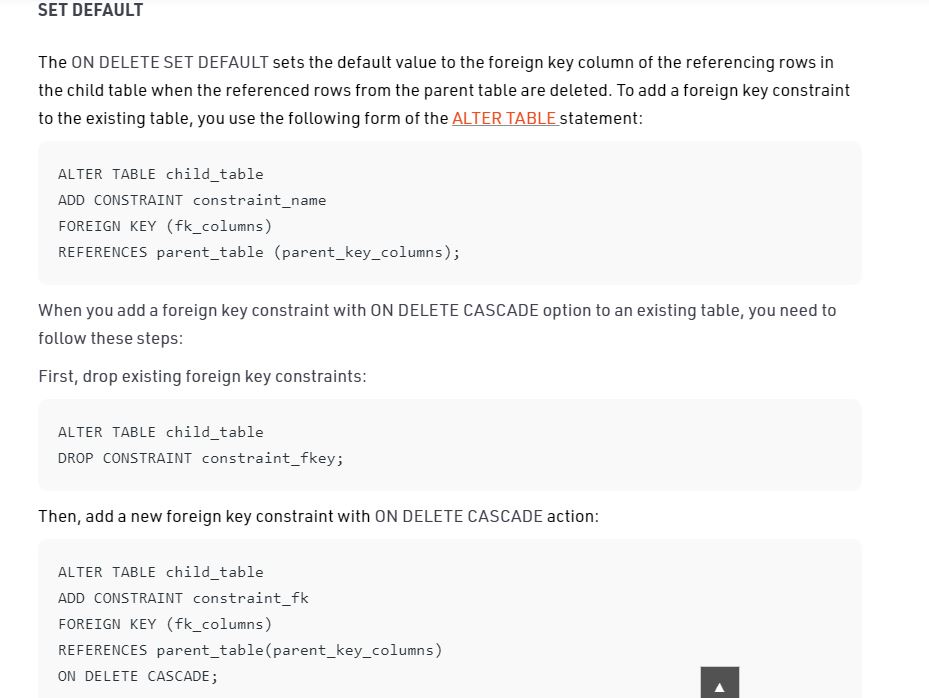 SET DEFAULT
The ON DELETE SET DEFAULT sets the default value to the foreign key column of the referencing rows in
the child table when the referenced rows from the parent table are deleted. To add a foreign key constraint
to the existing table, you use the following form of the ALTER TABLE statement:
ALTER TABLE child_table
ADD CONSTRAINT constraint_name
FOREIGN KEY (fk_columns)
REFERENCES parent_table (parent_key_columns);
When you add a foreign key constraint with ON DELETE CASCADE option to an existing table, you need to
follow these steps:
First, drop existing foreign key constraints:
ALTER TABLE child_table
DROP CONSTRAINT constraint_fkey;
Then, add a new foreign key constraint with ON DELETE CASCADE action:
ALTER TABLE child_table
ADD CONSTRAINT constraint_fk
FOREIGN KEY (fk_columns)
REFERENCES parent_table(parent_key_columns)
ON DELETE CASCADE;